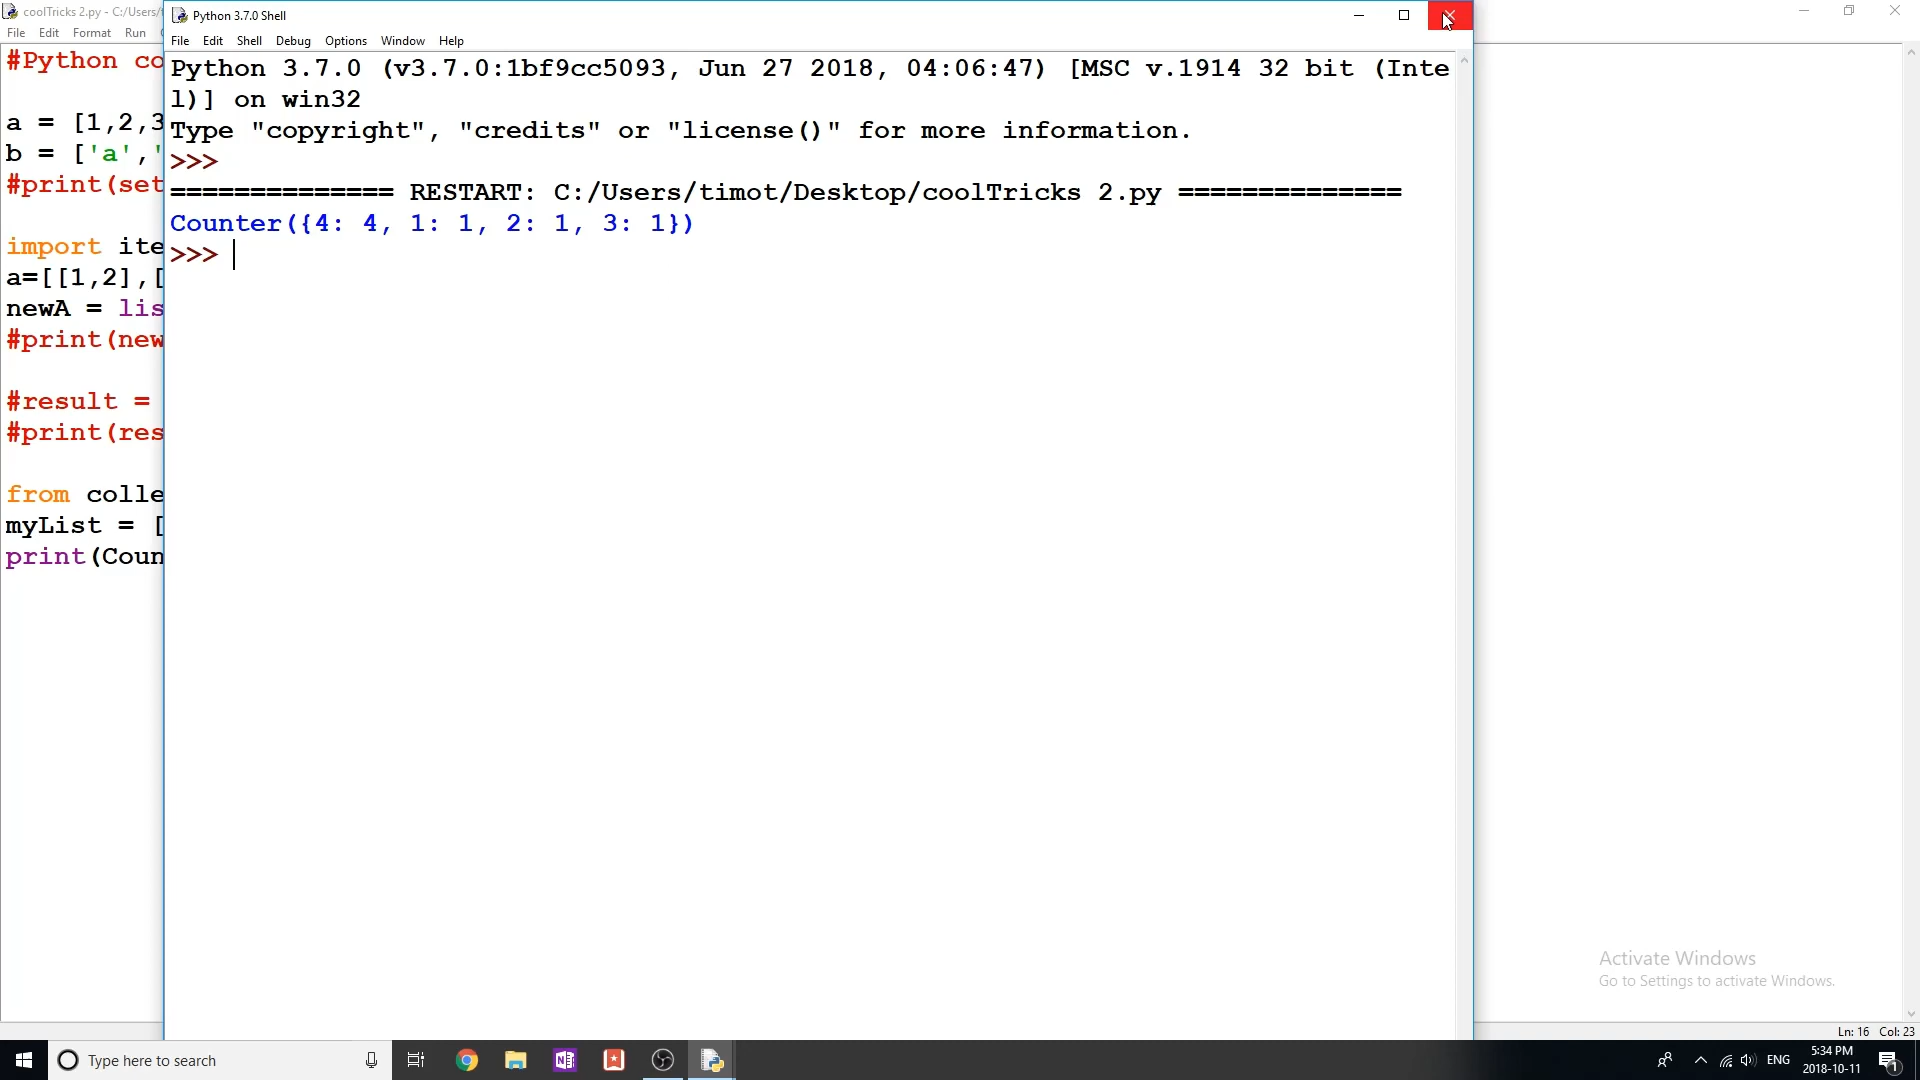 coolTricks 2.py - C:/Users/
File Edit Format Run
#Python co
a = [1,2,3
b = ['a','
#print(set
import ite
a=[[1,2],[
newA = lis
#print(new
#result =
#print(res
from colle
myList = [
print(Coun
Python 3.7.0 Shell
File Edit Shell Debug Options Window Help
Python 3.7.0 (v3.7.0:1bf9cc5093, Jun 27 2018, 04:06:47) [MSC v.1914 32 bit (Inte
l)] on win32
Type "copyright", "credits" or "license()" for more information.
>>>
============== RESTART: C:/Users/timot/Desktop/coolTricks 2.py ==============
Counter({4: 4, 1: 1, 2: 1, 3: 1})
>>>
Activate Windows
Go to Settings to activate Windows.
Ln: 16 Col: 23
Type here to search
ENG
5:34 PM
2018-10-11
1